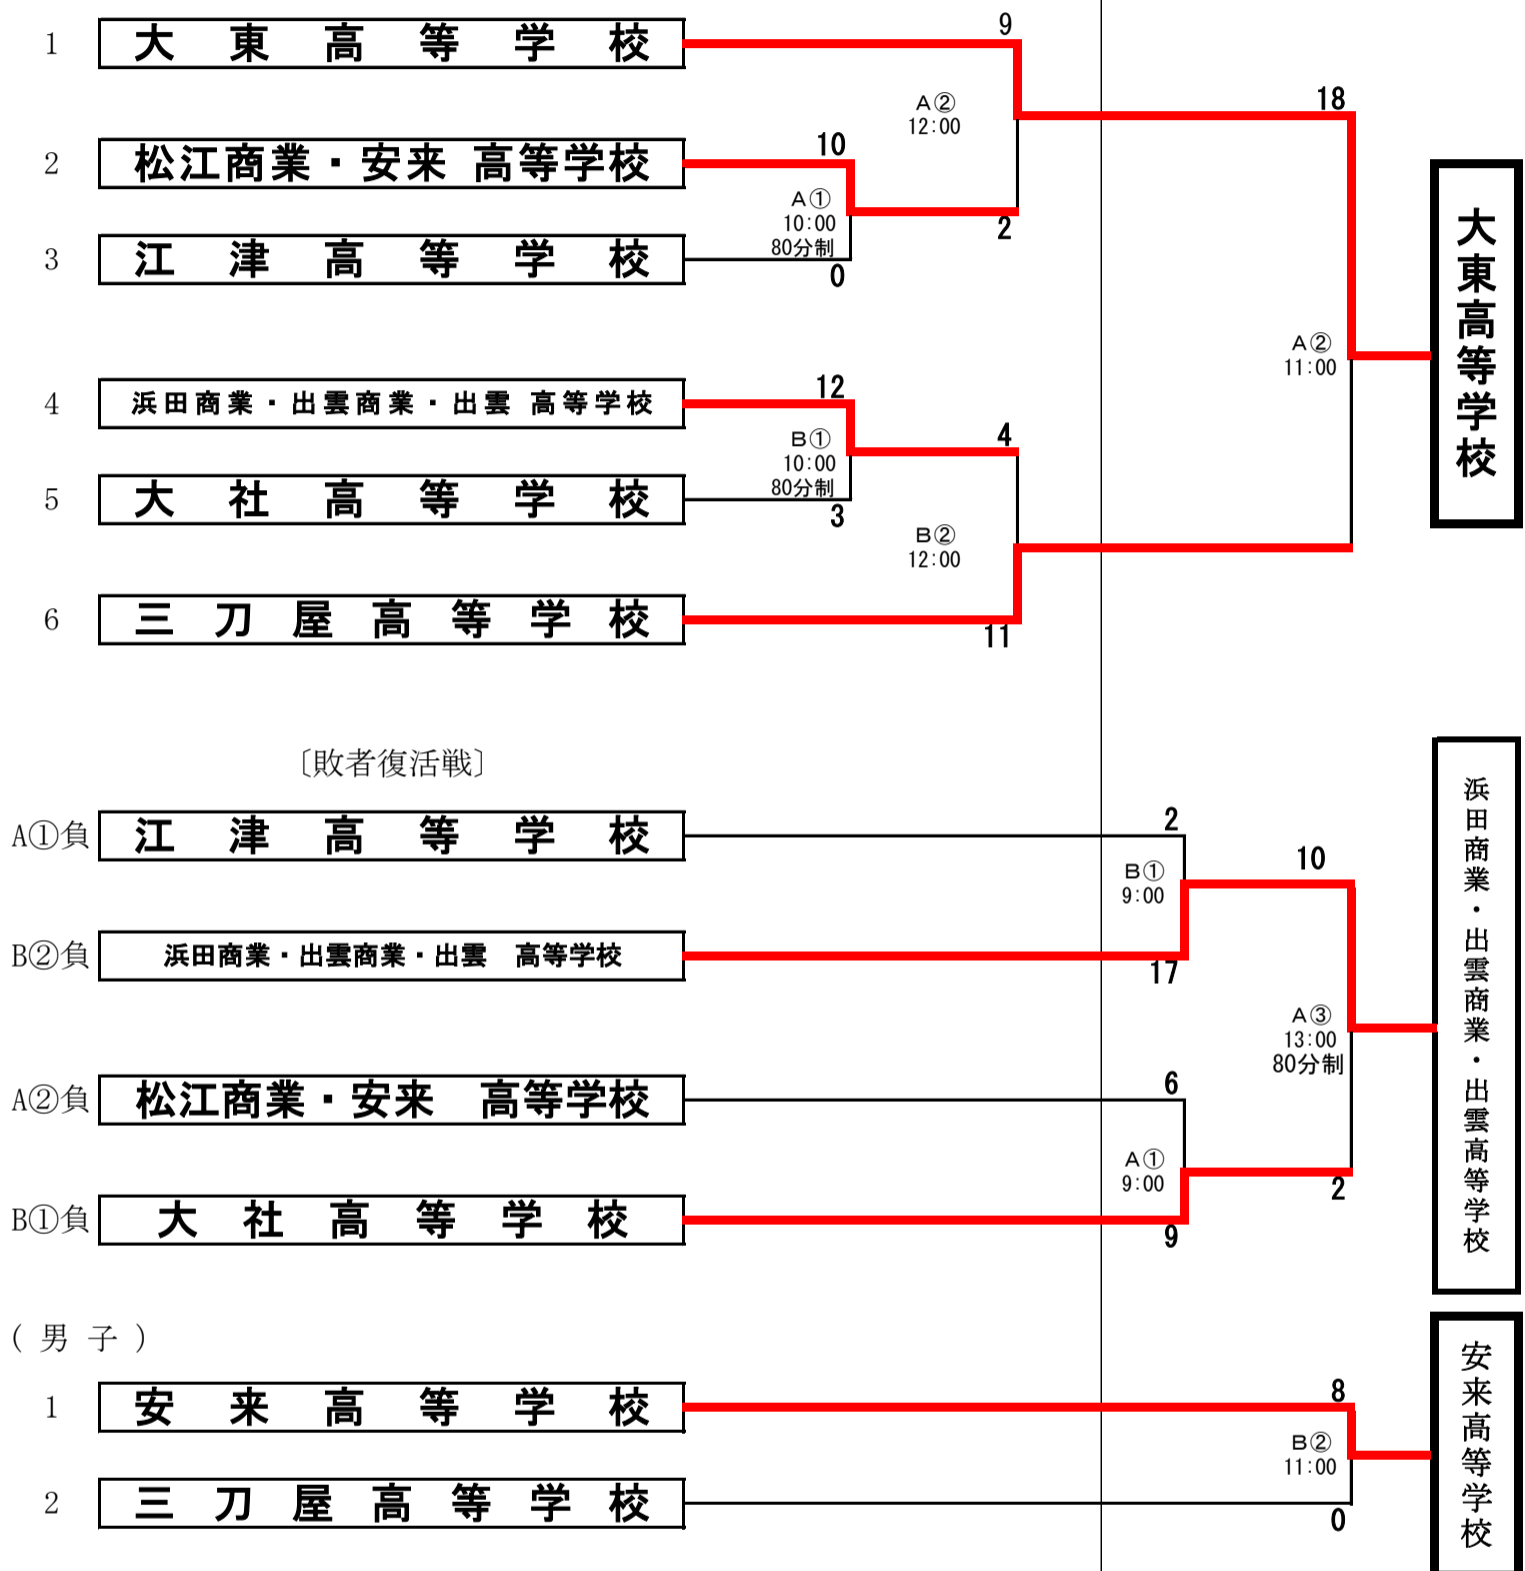 1 大東高等学校 9
A② 12:00
18
2 松江商業・安来 高等学校 10
A① 10:00 80分制
2
3 江津高等学校 0
大東高等学校
A② 11:00
4 浜田商業・出雲商業・出雲 高等学校 12
B① 10:00 80分制
4
5 大社高等学校 3
B② 12:00
6 三刀屋高等学校 11
〔敗者復活戦〕
A①負 江津高等学校 2
B① 9:00
10
B②負 浜田商業・出雲商業・出雲 高等学校 17
A③ 13:00 80分制
浜田商業・出雲商業・出雲高等学校
A②負 松江商業・安来 高等学校 6
A① 9:00
2
B①負 大社高等学校 9
(男子)
1 安来高等学校 8
B② 11:00
安来高等学校
2 三刀屋高等学校 0